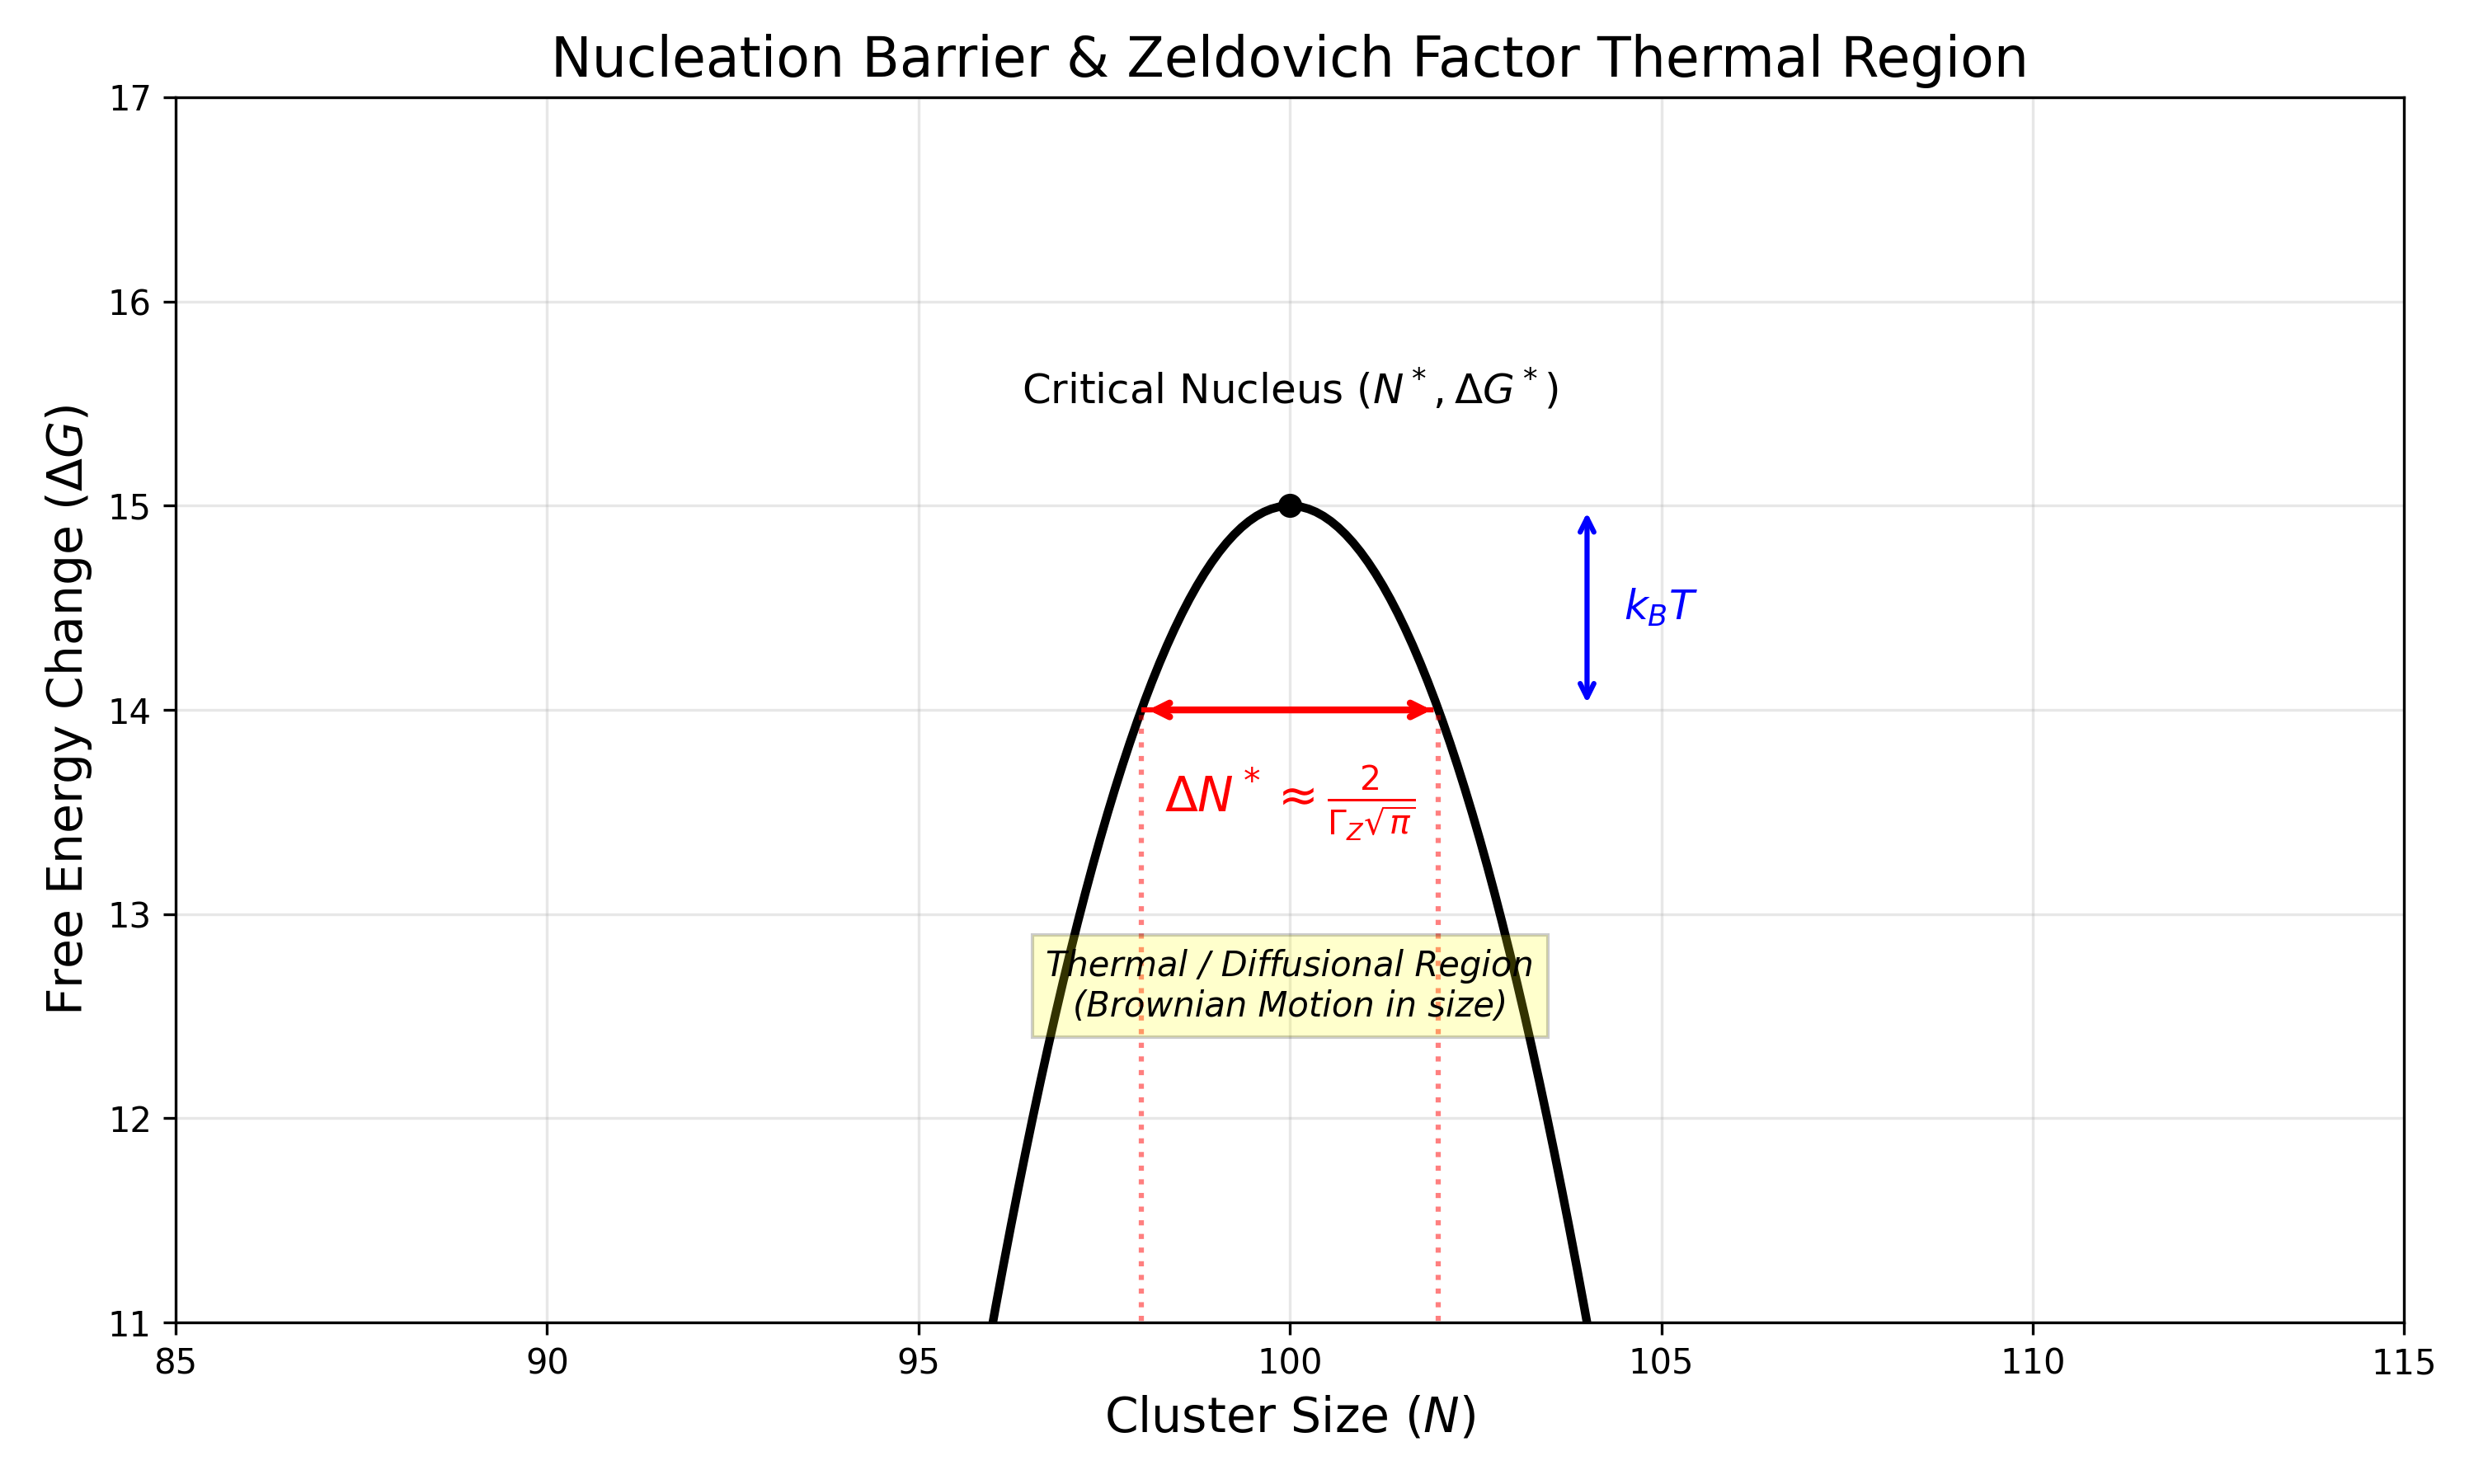 Nucleation Barrier & Zeldovich Factor Thermal Region
Free Energy Change (ΔG)
17
16
15
14
13
12
11
Critical Nucleus (N*, ΔG*)
k_BT
ΔN* ≈ 2/(Γ_Z√π)
Thermal / Diffusional Region
(Brownian Motion in size)
85
90
95
100
105
110
115
Cluster Size (N)